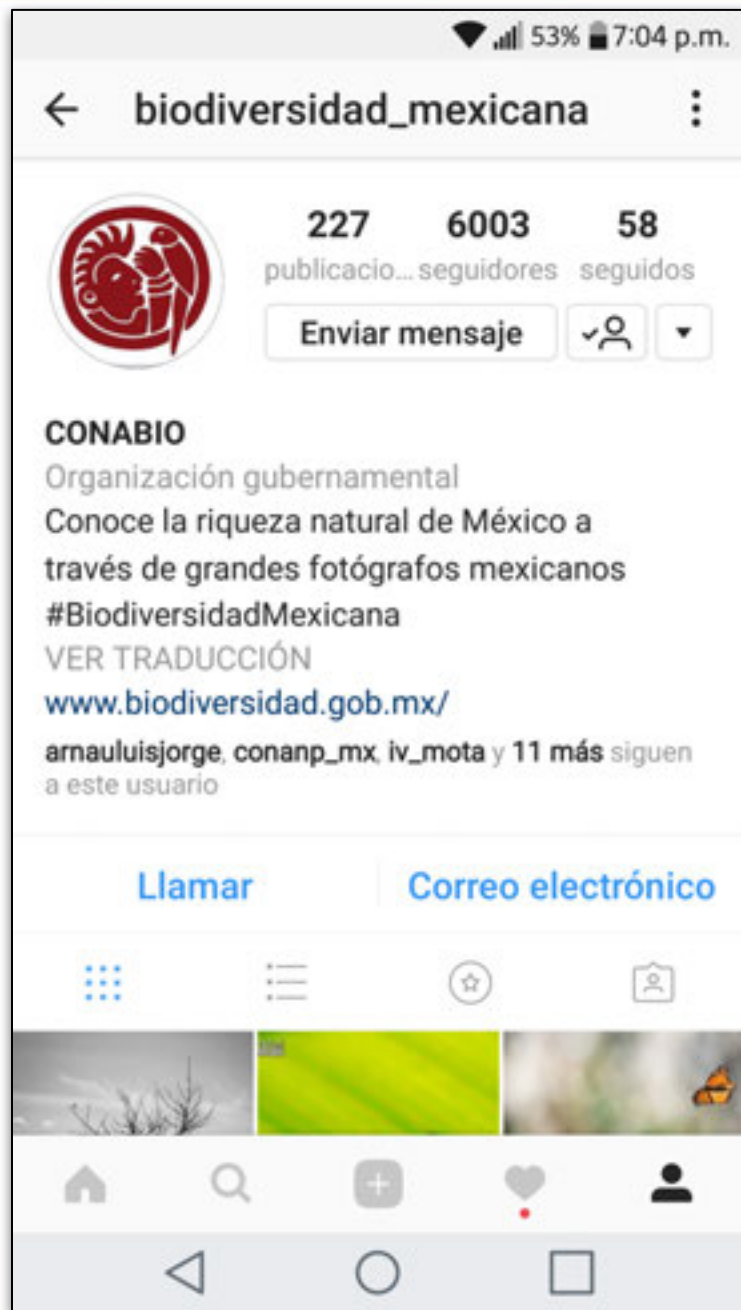 53% 7:04 p.m.
biodiversidad_mexicana
227 6003 58
publicacio... seguidores seguidos
Enviar mensaje
CONABIO
Organización gubernamental
Conoce la riqueza natural de México a
través de grandes fotógrafos mexicanos
#BiodiversidadMexicana
VER TRADUCCIÓN
www.biodiversidad.gob.mx/
arnauluisjorge, conanp_mx, iv_mota y 11 más siguen
a este usuario
Llamar Correo electrónico